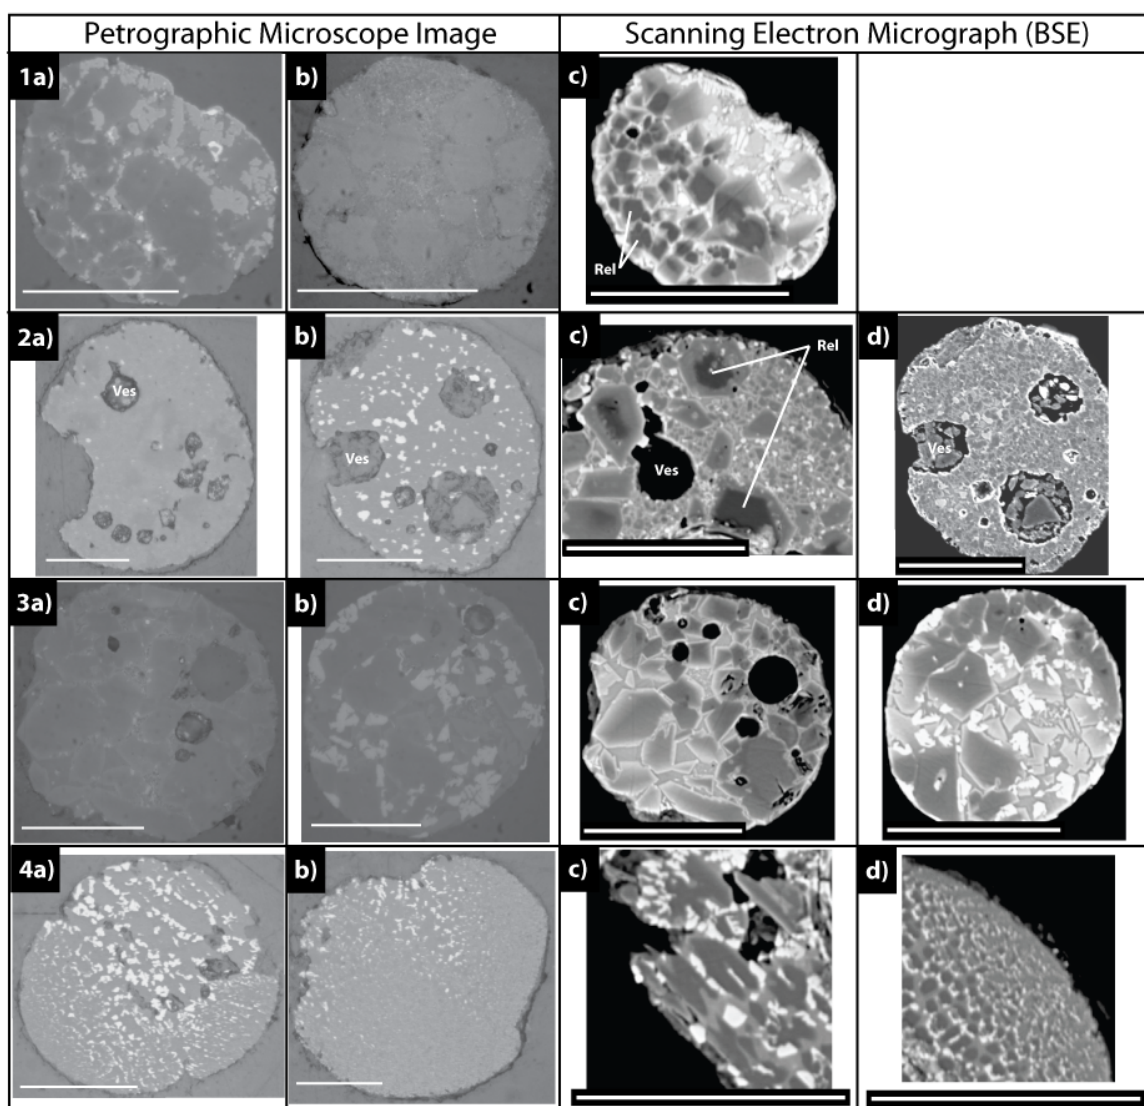 Petrographic Microscope Image
Scanning Electron Micrograph (BSE)
1a)
b)
c)
Rel
2a)
Ves
b)
Ves
c)
Rel
Ves
d)
Ves
3a)
b)
c)
d)
4a)
b)
c)
d)